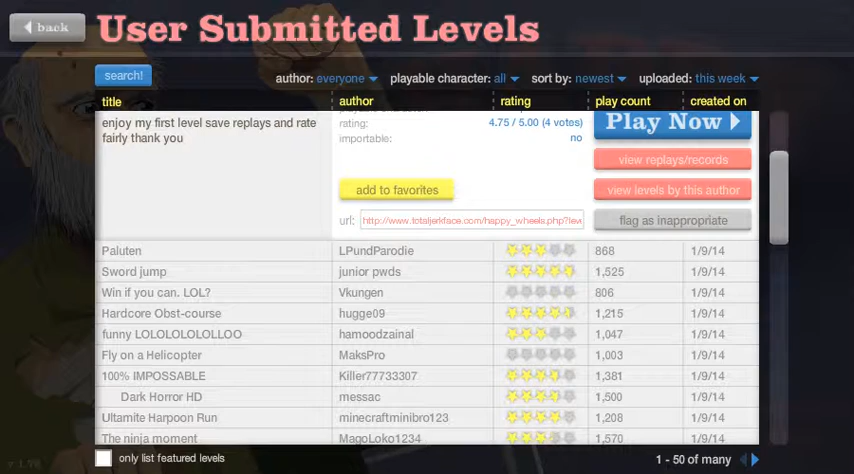 back
User Submitted Levels
search!
author: everyone playable character: all sort by: newest uploaded: this week
title author rating play count created on
enjoy my first level save replays and rate
fairly thank you
rating: 4.75 / 5.00 (4 votes)
importable: no
Play Now
view replays/records
add to favorites
view levels by this author
url: http://www.totaljerkface.com/happy_wheels.php?lev
flag as inappropriate
Paluten LPundParodie 868 1/9/14
Sword jump junior pwds 1,525 1/9/14
Win if you can. LOL? Vkungen 806 1/9/14
Hardcore Obst-course hugge09 1,215 1/9/14
funny LOLOLOLOLOLLOO hamoodzainal 1,047 1/9/14
Fly on a Helicopter MaksPro 1,003 1/9/14
100% IMPOSSABLE Killer77733307 1,381 1/9/14
Dark Horror HD messac 1,500 1/9/14
Ultamite Harpoon Run minecraftminibro123 1,208 1/9/14
The ninja moment MagoLoko1234 1,570 1/9/14
only list featured levels
1 - 50 of many